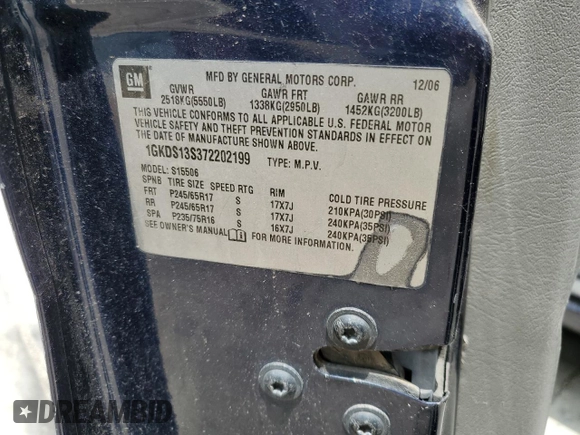 GM
MFD BY GENERAL MOTORS CORP. 12/06
GVWR GAWR FRT GAWR RR
2518KG(5550LB) 1338KG(2950LB) 1452KG(3200LB)
THIS VEHICLE CONFORMS TO ALL APPLICABLE U.S. FEDERAL MOTOR
VEHICLE SAFETY AND THEFT PREVENTION STANDARDS IN EFFECT ON
THE DATE OF MANUFACTURE SHOWN ABOVE.
1GKDS13S372202199 TYPE: M.P.V.
MODEL: S15506
SPNB TIRE SIZE SPEED RTG RIM COLD TIRE PRESSURE
FRT P245/65R17 S 17X7J 210KPA(30PSI)
RR P245/65R17 S 17X7J 240KPA(35PSI)
SPA P235/75R16 S 16X7J 240KPA(35PSI)
SEE OWNER'S MANUAL FOR MORE INFORMATION.
DREAMBID